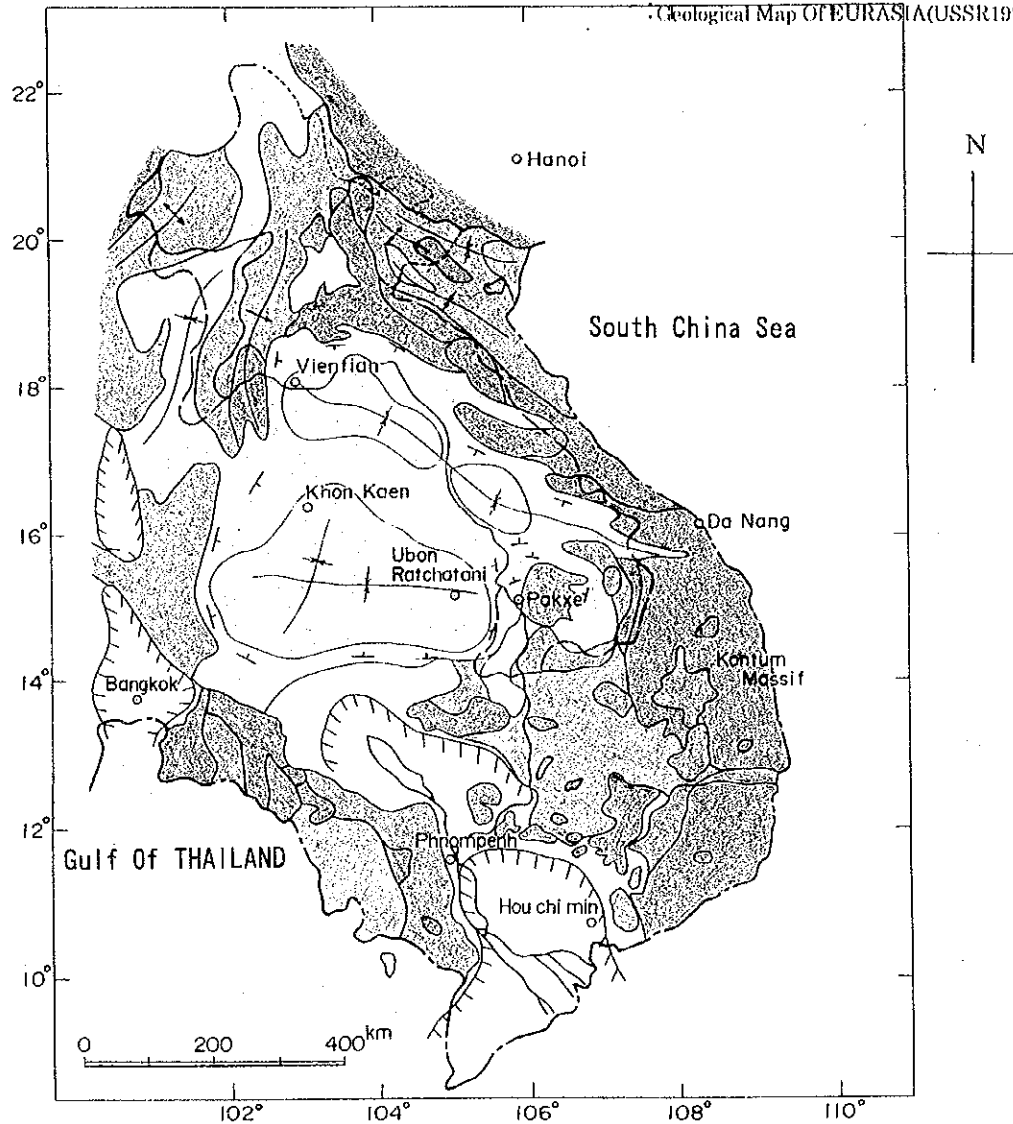 Geological Map Of EURASIA(USSR19
22°
N
Hanoi
20°
South China Sea
Vientian
18°
Khon Kaen
Da Nang
16°
Ubon
Ratchatani
Pakxe
Kontum
Massif
14°
Bangkok
12°
Phnompenh
Gulf Of THAILAND
Hou chi min
10°
0 200 400 km
102° 104° 106° 108° 110°